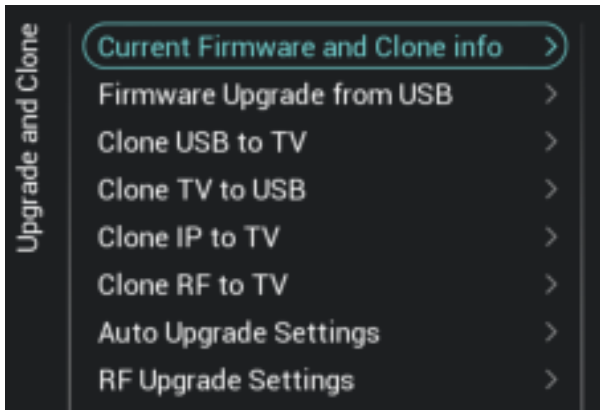 Upgrade and Clone
Current Firmware and Clone info
Firmware Upgrade from USB
Clone USB to TV
Clone TV to USB
Clone IP to TV
Clone RF to TV
Auto Upgrade Settings
RF Upgrade Settings